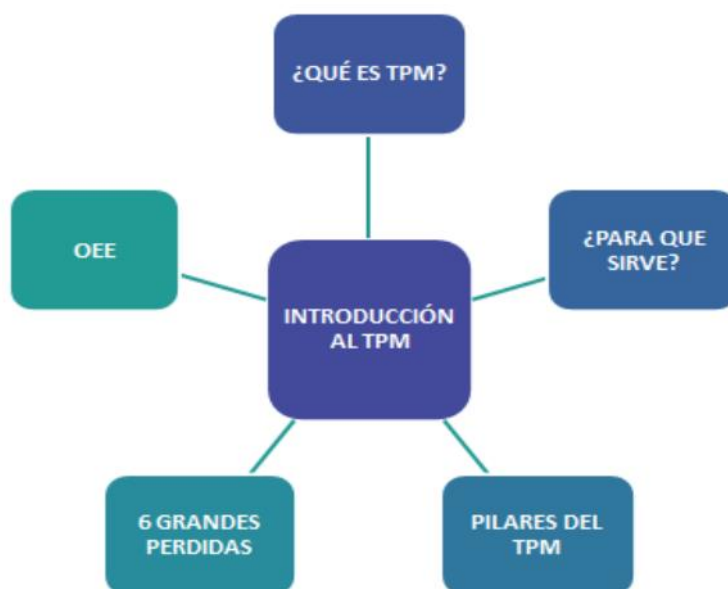 ¿QUÉ ES TPM?
OEE
¿PARA QUE
SIRVE?
INTRODUCCIÓN
AL TPM
6 GRANDES
PERDIDAS
PILARES DEL
TPM